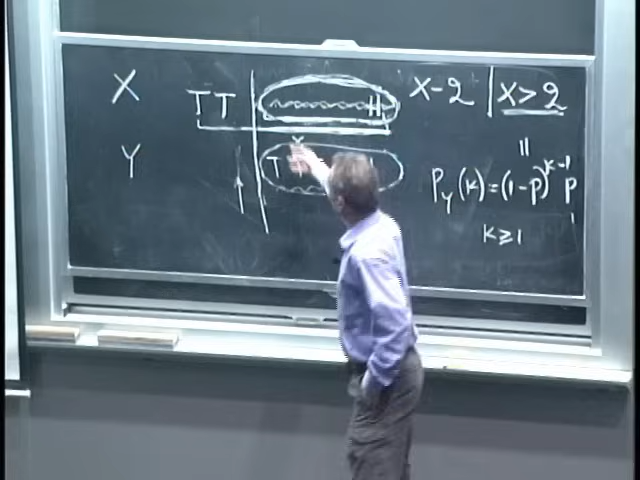 X TT H X-2 | X>2
Y T
||
P_Y(k)=(1-p)^{k-1} p
k≥1